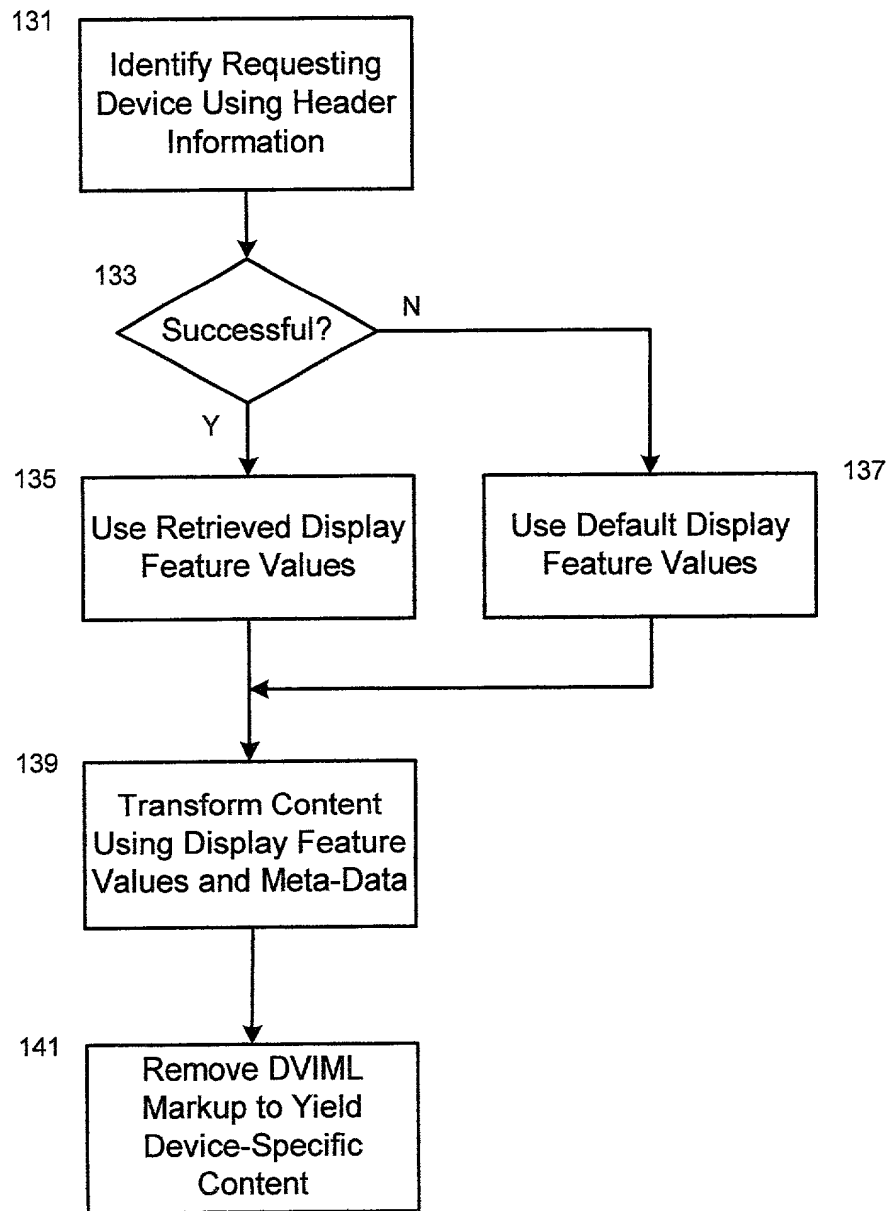 131
Identify Requesting
Device Using Header
Information
133
Successful?
N
Y
135
Use Retrieved Display
Feature Values
137
Use Default Display
Feature Values
139
Transform Content
Using Display Feature
Values and Meta-Data
141
Remove DVIML
Markup to Yield
Device-Specific
Content